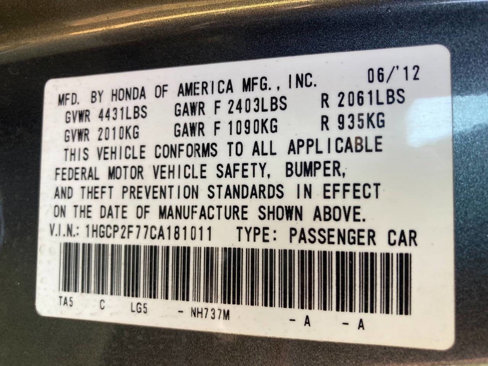 MFD. BY HONDA OF AMERICA MFG., INC. 06/'12
GVWR 4431LBS GAWR F 2403LBS R 2061LBS
GVWR 2010KG GAWR F 1090KG R 935KG
THIS VEHICLE CONFORMS TO ALL APPLICABLE
FEDERAL MOTOR VEHICLE SAFETY, BUMPER,
AND THEFT PREVENTION STANDARDS IN EFFECT
ON THE DATE OF MANUFACTURE SHOWN ABOVE.
V.I.N.: 1HGCP2F77CA181011 TYPE: PASSENGER CAR
TA5 C LG5 - NH737M - A - A